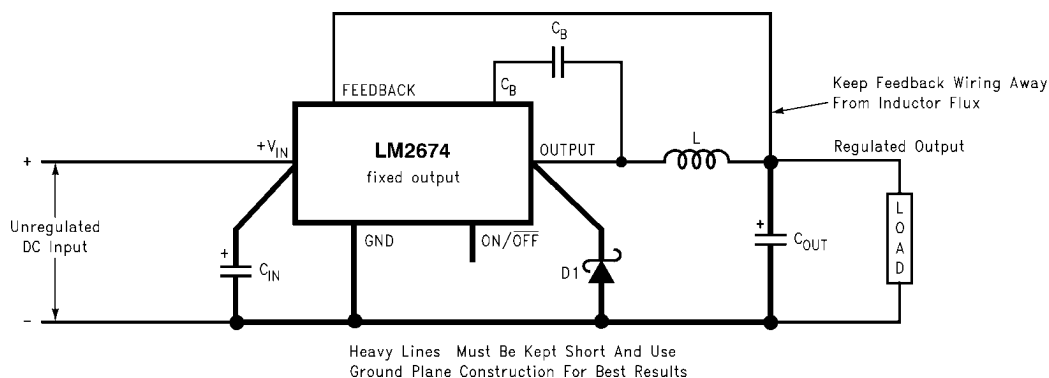 C_B
FEEDBACK
C_B
Keep Feedback Wiring Away
From Inductor Flux
+V_IN
LM2674
fixed output
OUTPUT
L
Regulated Output
+
Unregulated
DC Input
GND
ON/O̅F̅F̅
+
C_IN
D1
+
C_OUT
LOAD
−
Heavy Lines Must Be Kept Short And Use
Ground Plane Construction For Best Results